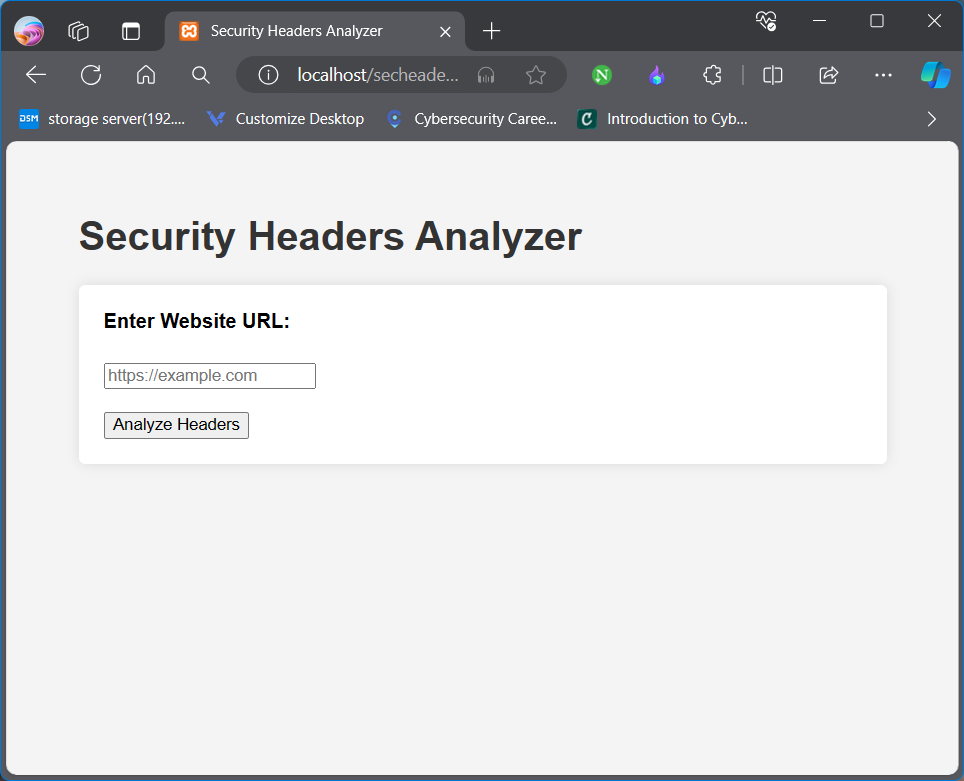 Security Headers Analyzer
localhost/secheade...
N
DSM storage server(192.... Customize Desktop Cybersecurity Caree... C Introduction to Cyb...
Security Headers Analyzer
Enter Website URL:
https://example.com
Analyze Headers